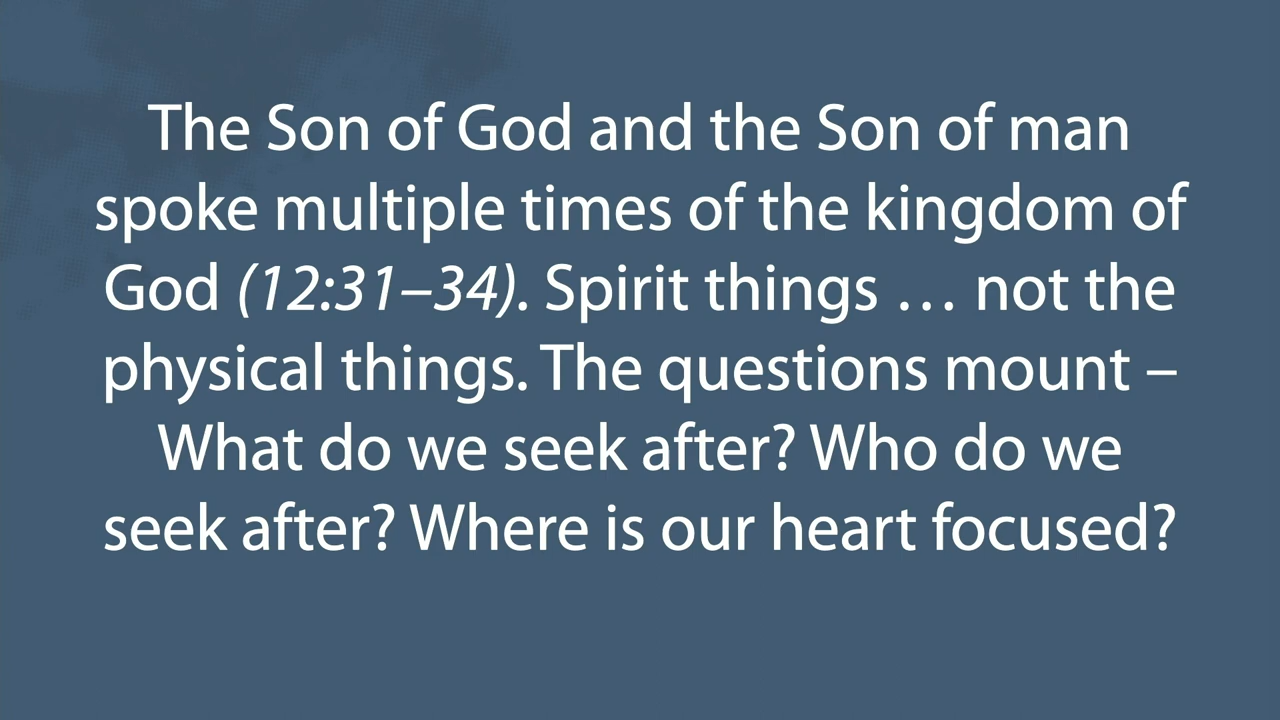 The Son of God and the Son of man
spoke multiple times of the kingdom of
God (12:31–34). Spirit things … not the
physical things. The questions mount –
What do we seek after? Who do we
seek after? Where is our heart focused?